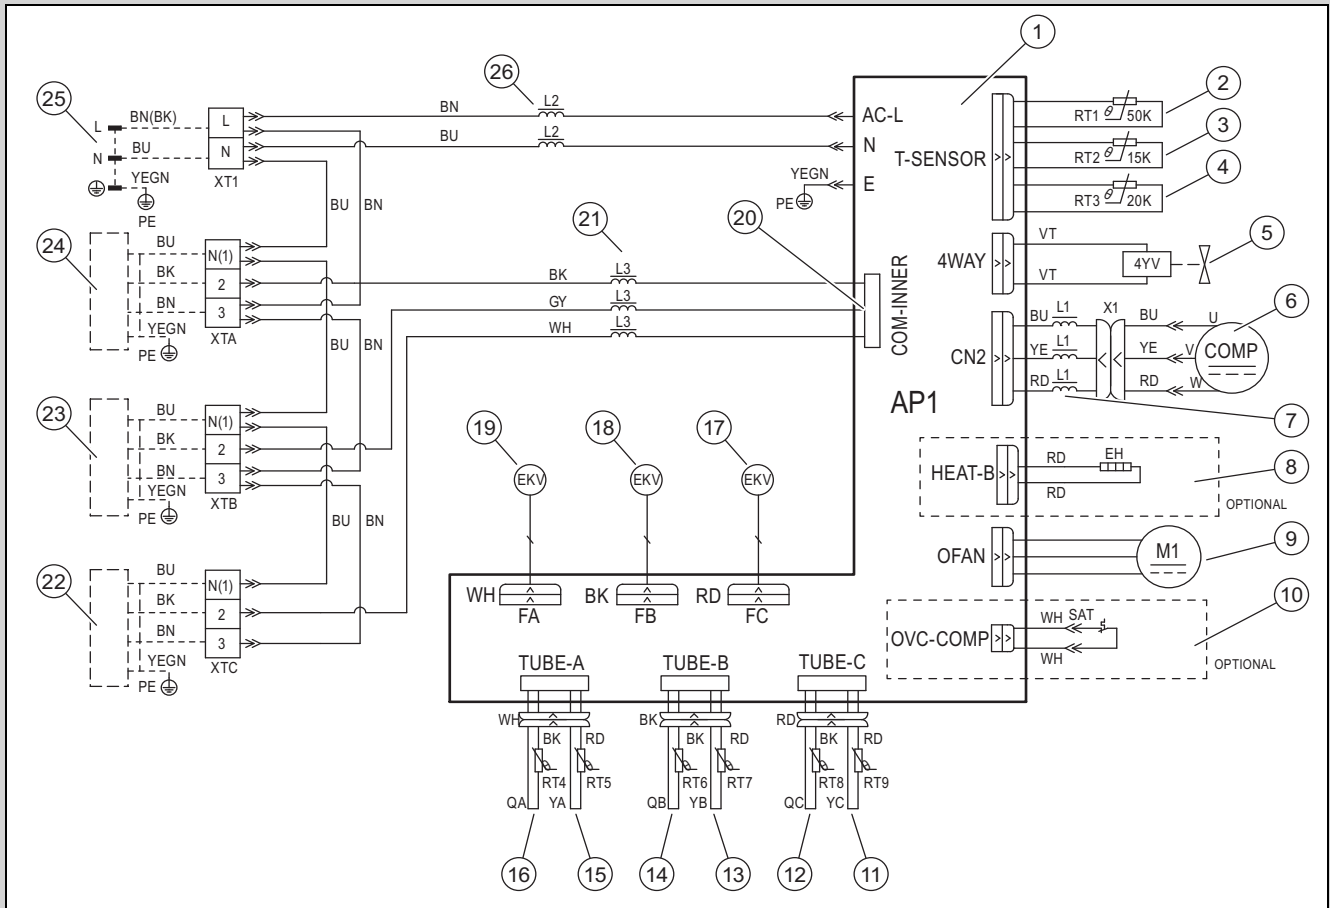 1
26
2
25
BN(BK)
L
BN
L2
AC-L
RT1
50K
L
N
BU
N
BU
L2
N
T-SENSOR
3
RT2
15K
YEGN
XT1
YEGN
E
4
RT3
20K
PE
BU
BN
PE
21
20
24
BU
N(1)
VT
5
BK
2
BK
L3
4WAY
4YV
BN
3
GY
L3
VT
YEGN
XTA
WH
L3
COM-INNER
BU
L1
X1
BU
U
6
PE
BU
BN
CN2
YE
L1
YE
V
COMP
RD
L1
RD
W
23
BU
N(1)
AP1
7
BK
2
19
18
17
BN
3
EKV
EKV
EKV
HEAT-B
RD
EH
8
YEGN
XTB
RD
OPTIONAL
PE
BU
BN
OFAN
M1
9
22
BU
N(1)
BK
2
WH
FA
BK
FB
RD
FC
10
BN
3
OVC-COMP
WH
SAT
YEGN
XTC
WH
OPTIONAL
PE
TUBE-A
TUBE-B
TUBE-C
WH
BK
RD
BK
RD
BK
RD
BK
RD
RT4
RT5
RT6
RT7
RT8
RT9
QA
YA
QB
YB
QC
YC
16
15
14
13
12
11